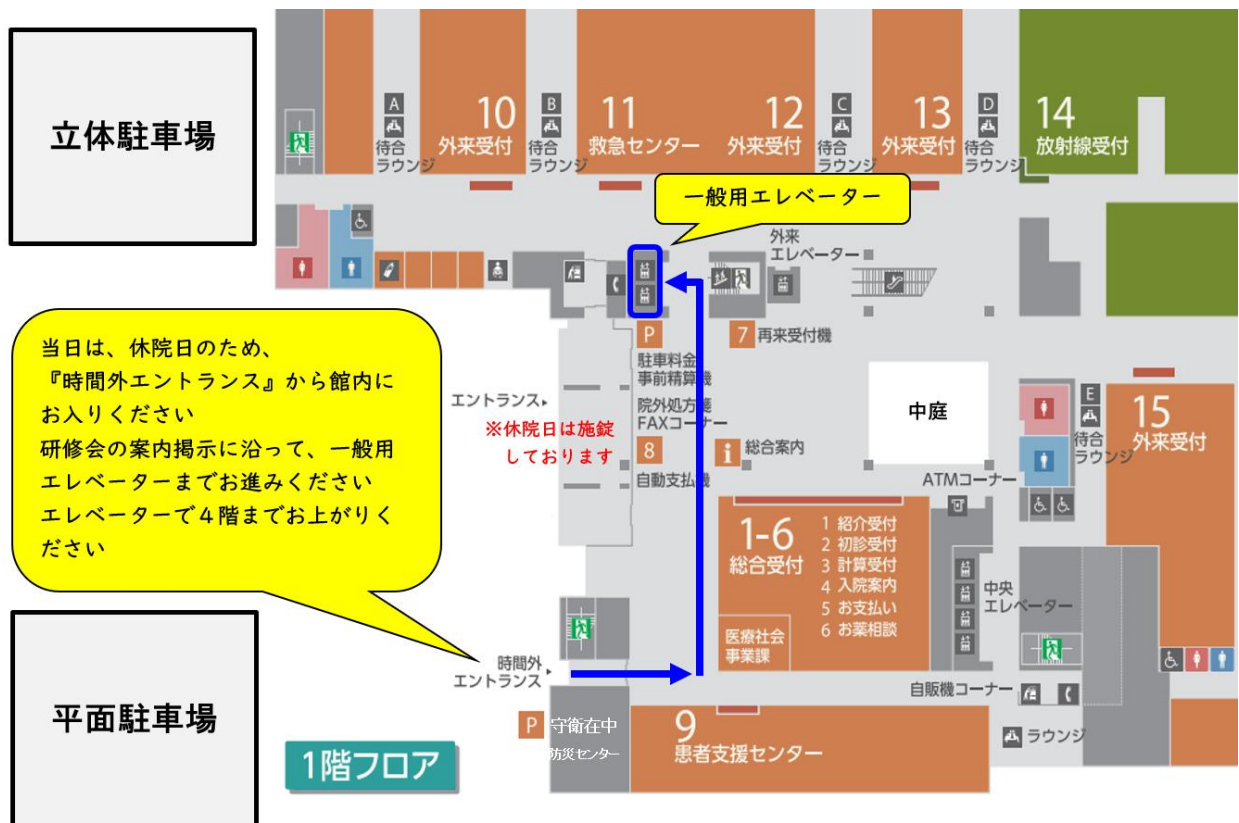 立体駐車場
A
待合
ラウンジ
10
外来受付
B
待合
ラウンジ
11
救急センター
12
外来受付
C
待合
ラウンジ
13
外来受付
D
待合
ラウンジ
14
放射線受付
一般用エレベーター
外来
エレベーター
当日は、休院日のため、
『時間外エントランス』から館内に
お入りください
研修会の案内掲示に沿って、一般用
エレベーターまでお進みください
エレベーターで4階までお上がりく
ださい
P
駐車料金
事前精算機
7 再来受付機
エントランス
※休院日は施錠
しております
院外処方箋
FAXコーナー
8
自動支払機
i 総合案内
中庭
E
待合
ラウンジ
15
外来受付
ATMコーナー
1-6
総合受付
1 紹介受付
2 初診受付
3 計算受付
4 入院案内
5 お支払い
6 お薬相談
医療社会
事業課
中央
エレベーター
時間外
エントランス
自販機コーナー
平面駐車場
P 守衛在中
防災センター
9
患者支援センター
ラウンジ
1階フロア